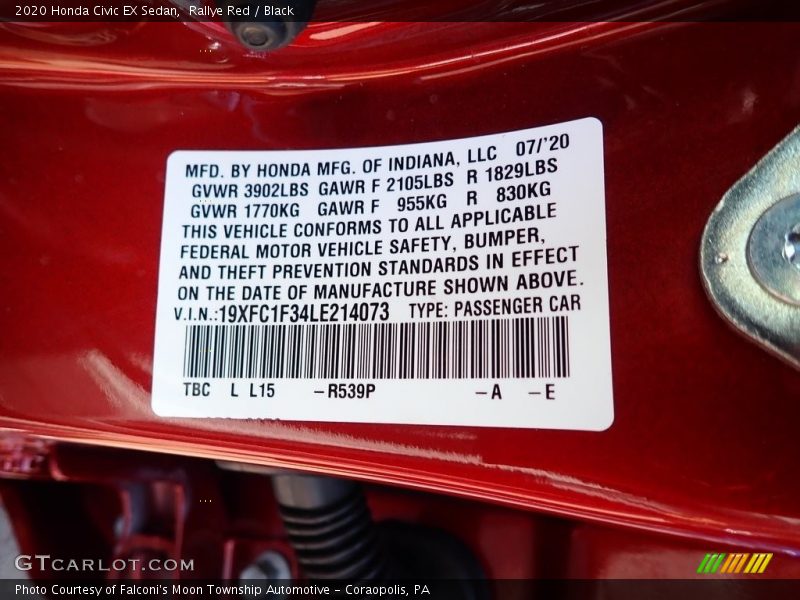 2020 Honda Civic EX Sedan,  Rallye Red / Black
MFD. BY HONDA MFG. OF INDIANA, LLC 07/'20
GVWR 3902LBS GAWR F 2105LBS R 1829LBS
GVWR 1770KG GAWR F 955KG R 830KG
THIS VEHICLE CONFORMS TO ALL APPLICABLE
FEDERAL MOTOR VEHICLE SAFETY, BUMPER,
AND THEFT PREVENTION STANDARDS IN EFFECT
ON THE DATE OF MANUFACTURE SHOWN ABOVE.
V.I.N.:19XFC1F34LE214073 TYPE: PASSENGER CAR
TBC L L15 –R539P –A –E
GTCARLOT.COM
Photo Courtesy of Falconi's Moon Township Automotive – Coraopolis, PA